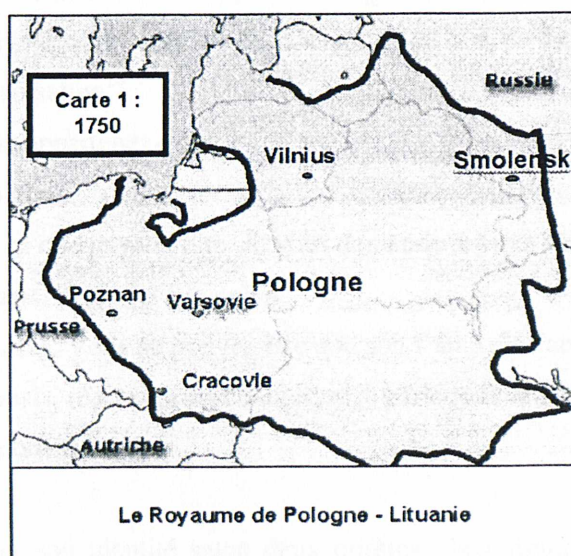 Carte 1 :
1750
Russie
Vilnius
Smolensk
Pologne
Poznan
Varsovie
Prusse
Cracovie
Autriche
Le Royaume de Pologne - Lituanie